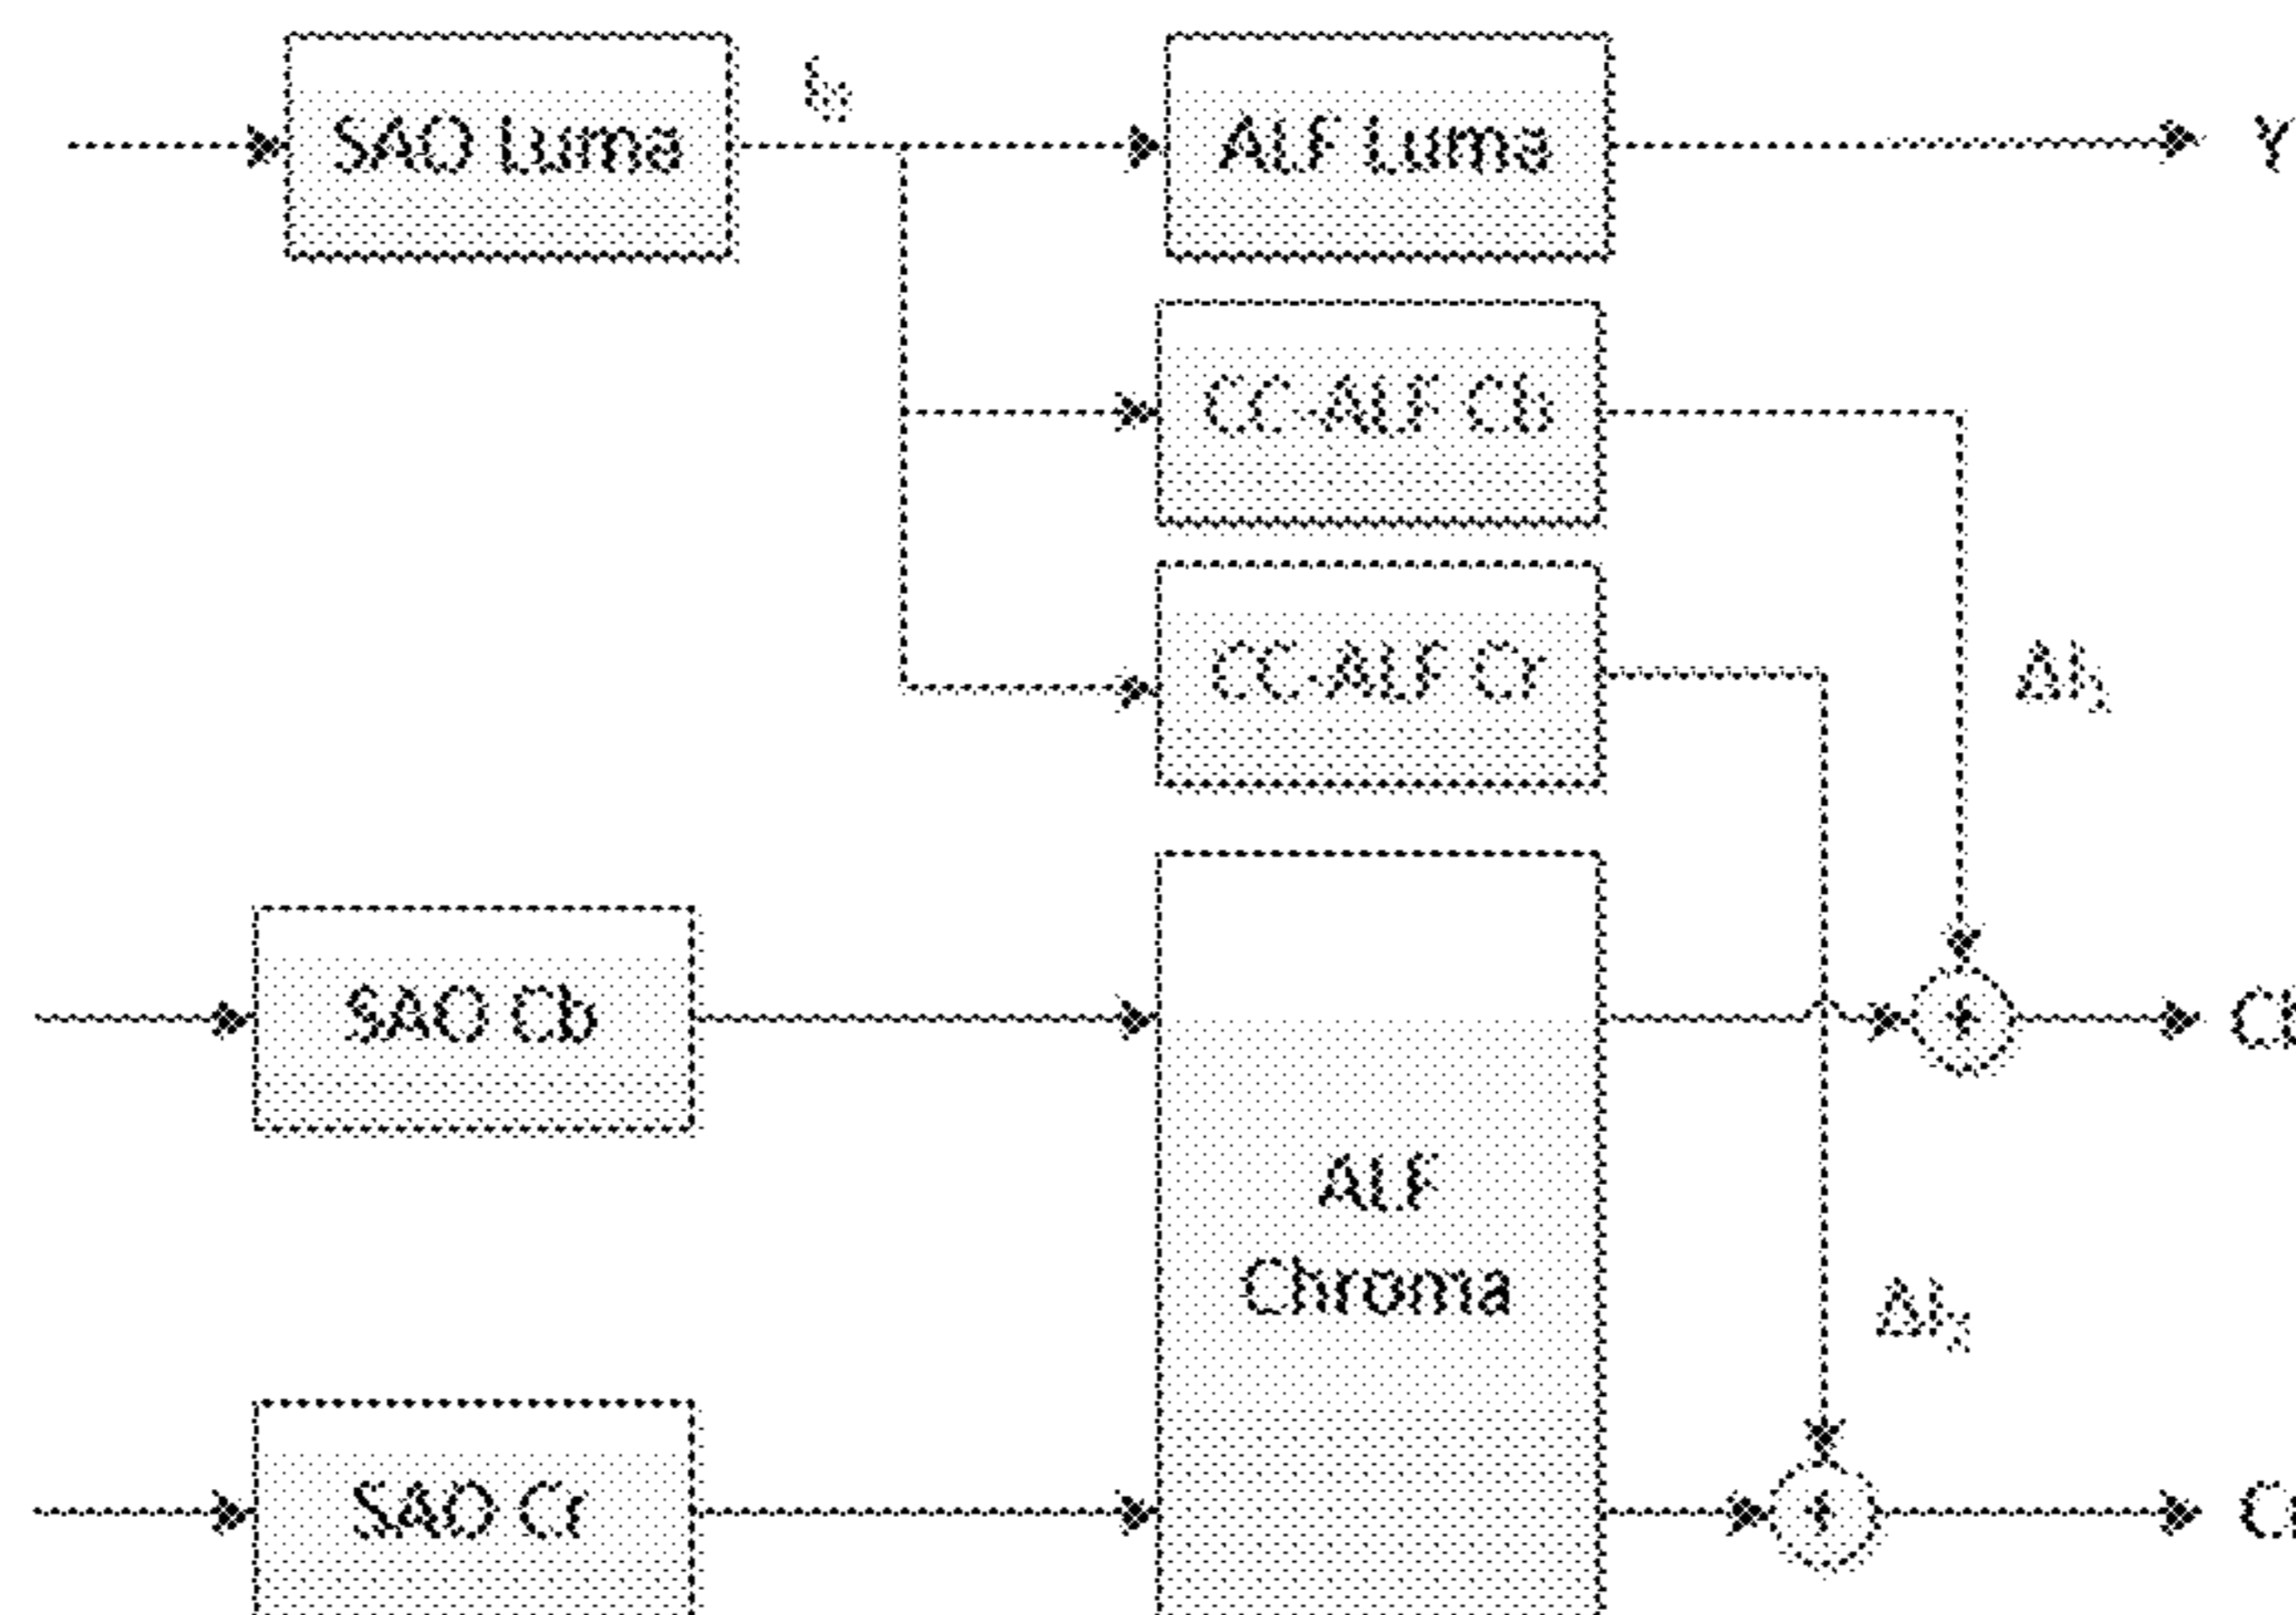 SAO Luma
ALF Luma
Y
CC-ALF Cb
CC-ALF Cr
SAO Cb
ALF
Chroma
SAO Cr